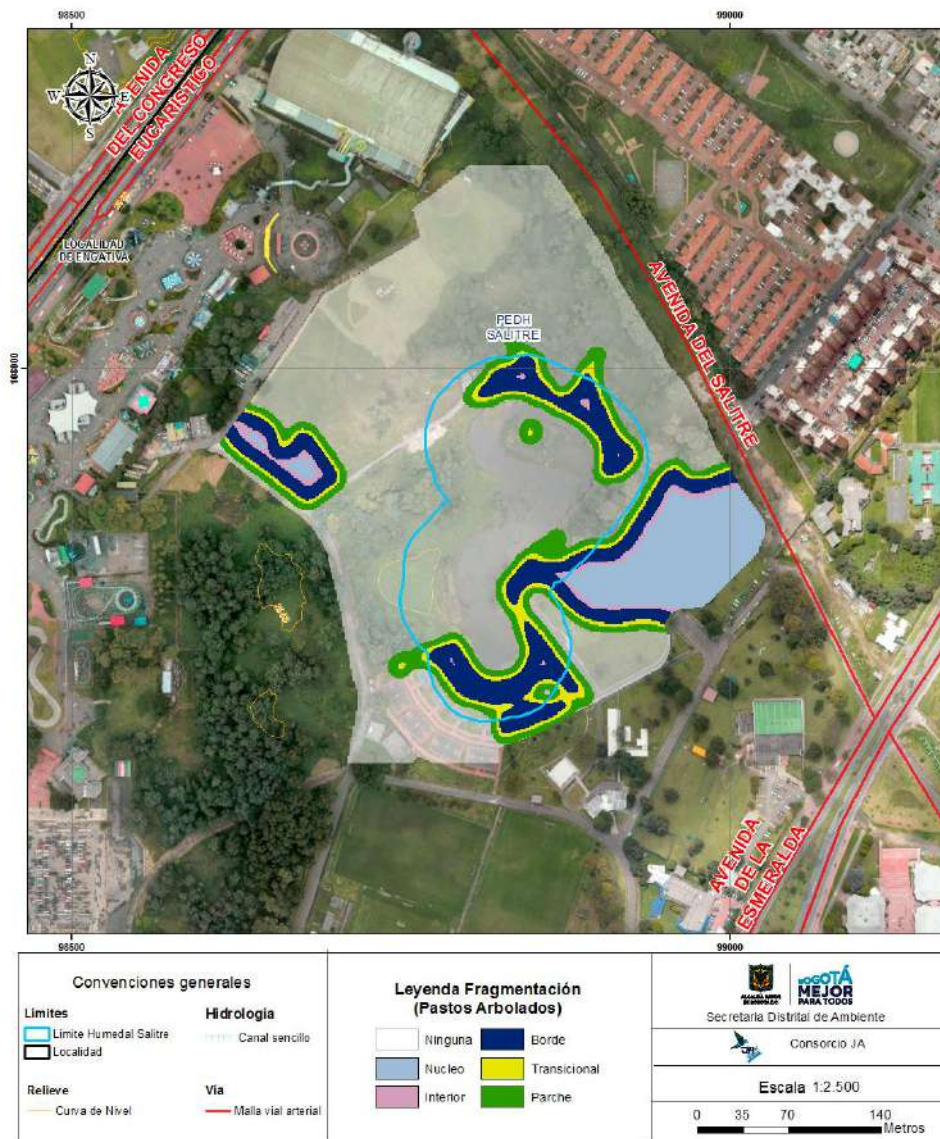 98500
99000
N
W
E
S
AVENIDA
DEL CONGRESO
EUCARISTICO
LOCALIDAD
DE ENGATIVA
PEDH
SALITRE
AVENIDA DEL SALITRE
AVENIDA
DE LA
ESMERALDA
98500
99000
Convenciones generales
Limites
Limite Humedal Salitre
Localidad
Hidrologia
Canal sencillo
Relieve
Curva de Nivel
Via
Malla vial arterial
Leyenda Fragmentación
(Pastos Arbolados)
Ninguna
Borde
Nucleo
Transicional
Interior
Parche
BOGOTÁ
MEJOR
PARA TODOS
Secretaria Distrital de Ambiente
Consorcio JA
Escala 1:2.500
0 35 70 140
Metros